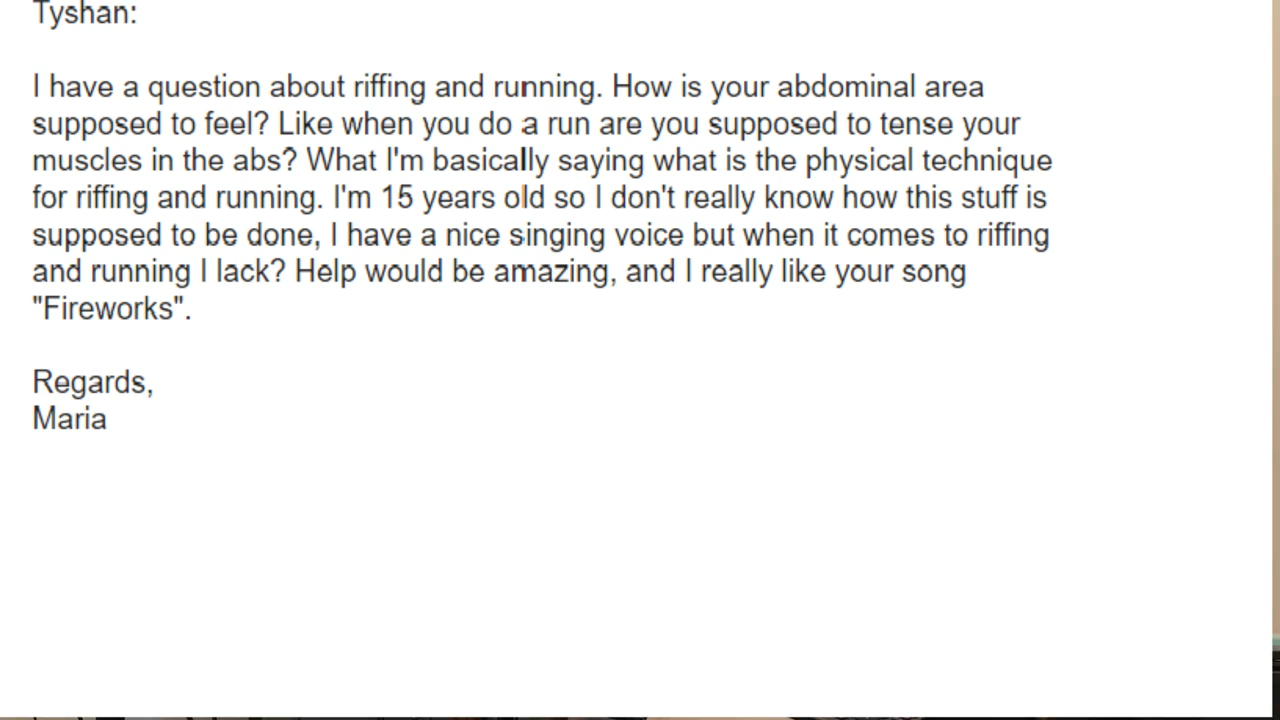 Tyshan:
I have a question about riffing and running. How is your abdominal area
supposed to feel? Like when you do a run are you supposed to tense your
muscles in the abs? What I'm basically saying what is the physical technique
for riffing and running. I'm 15 years old so I don't really know how this stuff is
supposed to be done, I have a nice singing voice but when it comes to riffing
and running I lack? Help would be amazing, and I really like your song
"Fireworks".
Regards,
Maria